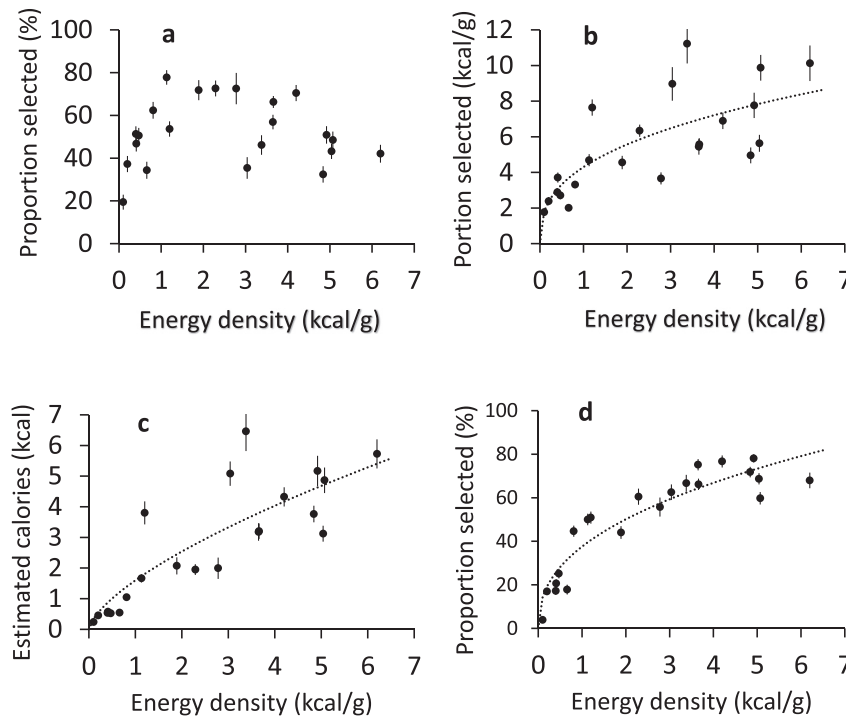 a
Proportion selected (%)
100
80
60
40
20
0
0 1 2 3 4 5 6 7
Energy density (kcal/g)
b
Portion selected (kcal/g)
12
10
8
6
4
2
0
0 1 2 3 4 5 6 7
Energy density (kcal/g)
c
Estimated calories (kcal)
7
6
5
4
3
2
1
0
0 1 2 3 4 5 6 7
Energy density (kcal/g)
d
Proportion selected (%)
100
80
60
40
20
0
0 1 2 3 4 5 6 7
Energy density (kcal/g)